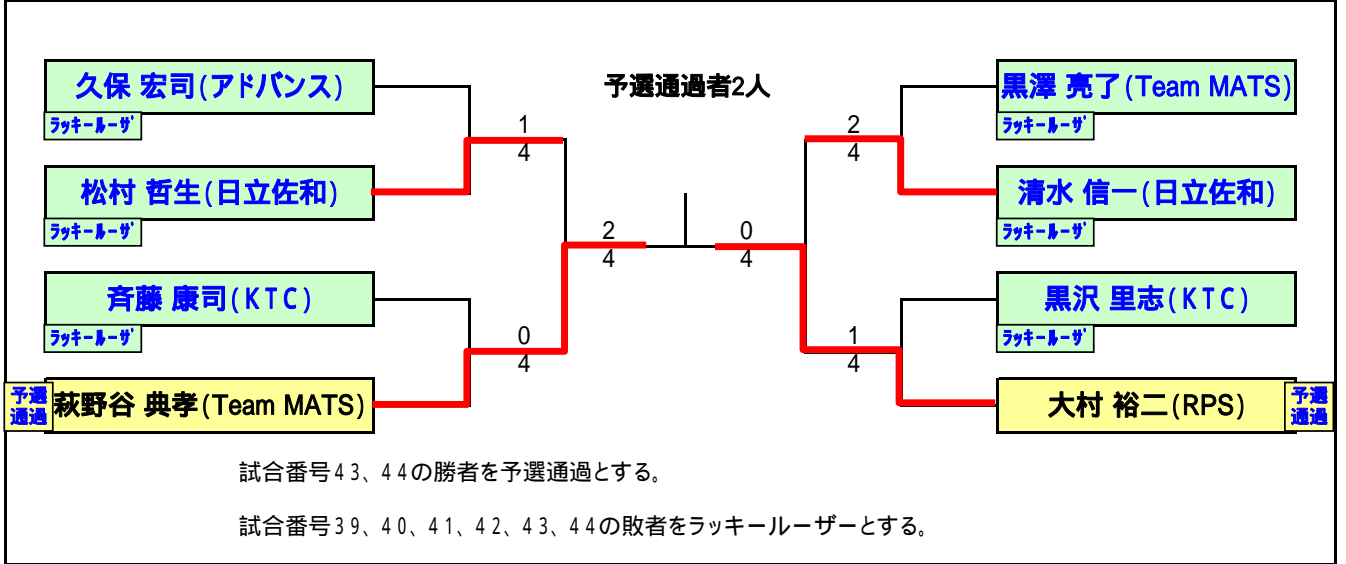 久保 宏司(アドバンス)
ラッキールーザ
松村 哲生(日立佐和)
ラッキールーザ
斉藤 康司(KTC)
ラッキールーザ
予選
通過
萩野谷 典孝(Team MATS)
1
4
0
4
2
4
予選通過者2人
0
4
2
4
1
4
黒澤 亮了(Team MATS)
ラッキールーザ
清水 信一(日立佐和)
ラッキールーザ
黒沢 里志(KTC)
ラッキールーザ
大村 裕二(RPS)
予選
通過
試合番号43、44の勝者を予選通過とする。
試合番号39、40、41、42、43、44の敗者をラッキールーザーとする。